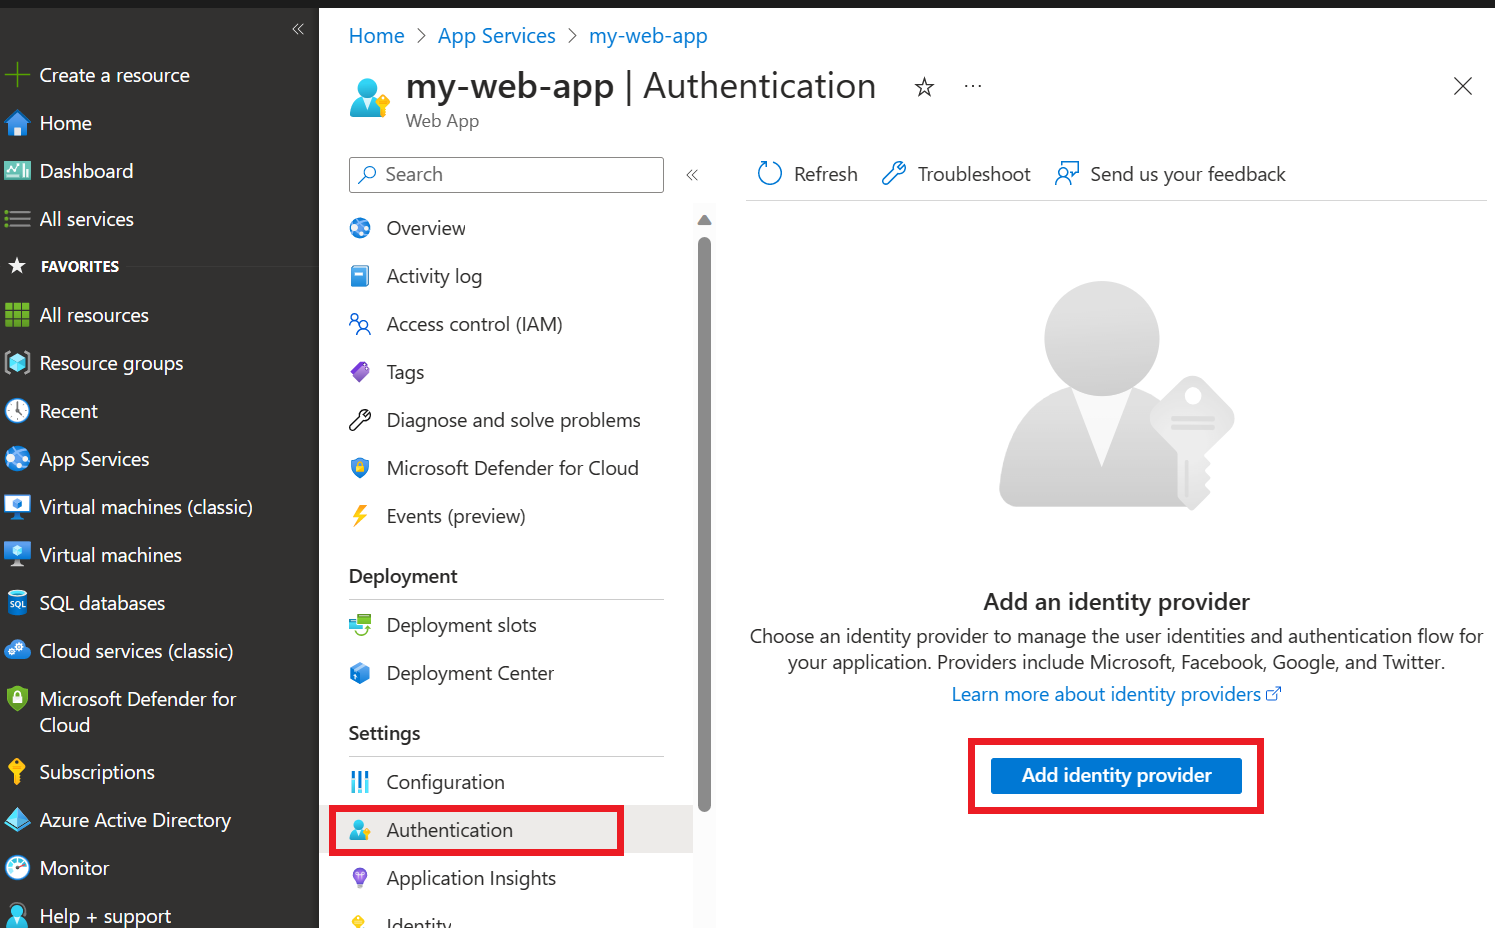 Create a resource
Home
Dashboard
All services
FAVORITES
All resources
Resource groups
Recent
App Services
Virtual machines (classic)
Virtual machines
SQL
SQL databases
Cloud services (classic)
Microsoft Defender for
Cloud
Subscriptions
Azure Active Directory
Monitor
Help + support
Home > App Services > my-web-app
my-web-app | Authentication
Web App
Search
Overview
Activity log
Access control (IAM)
Tags
Diagnose and solve problems
Microsoft Defender for Cloud
Events (preview)
Deployment
Deployment slots
Deployment Center
Settings
Configuration
Authentication
Application Insights
Identity
Refresh
Troubleshoot
Send us your feedback
Add an identity provider
Choose an identity provider to manage the user identities and authentication flow for
your application. Providers include Microsoft, Facebook, Google, and Twitter.
Learn more about identity providers
Add identity provider